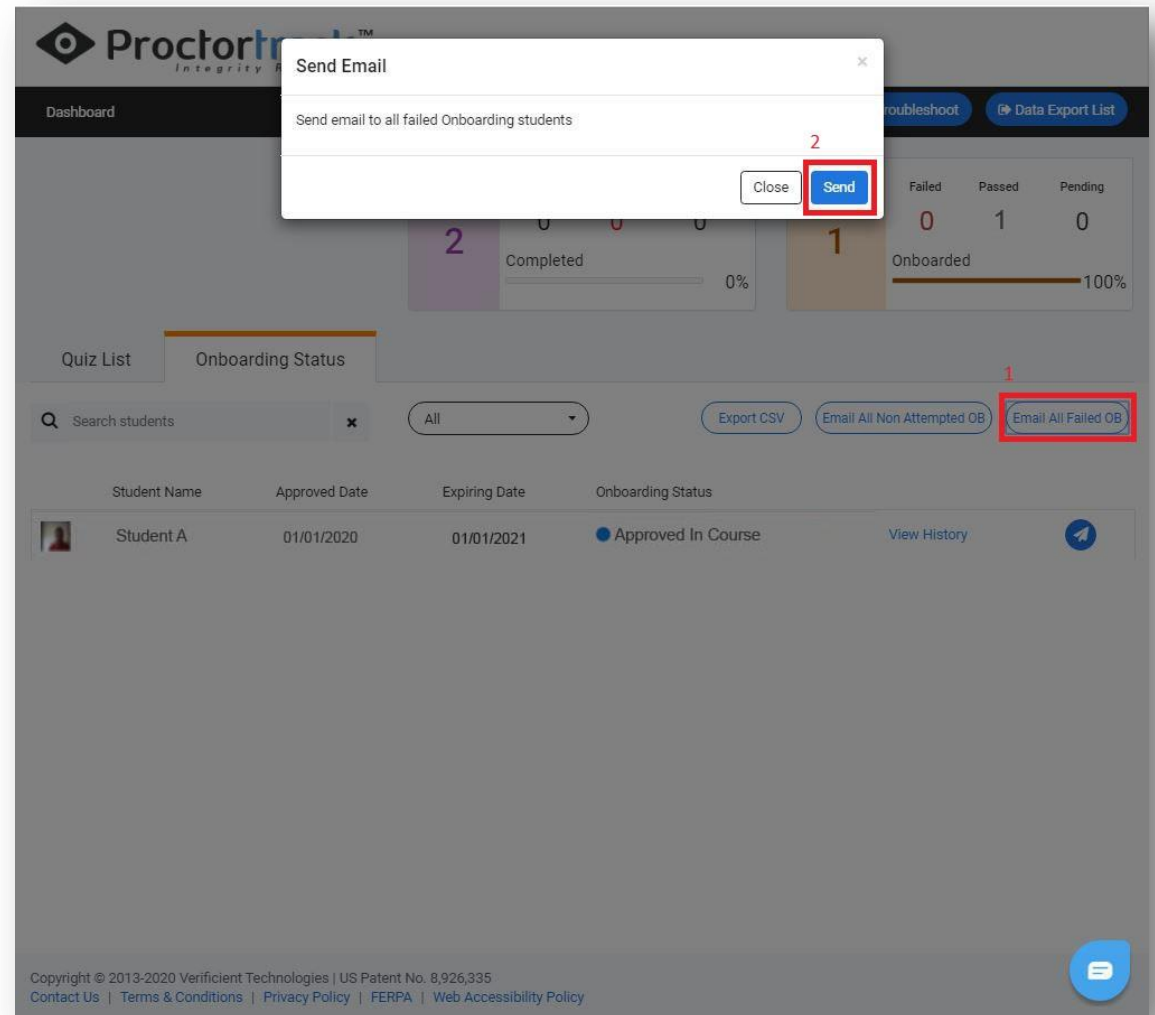 Proctortrack™
Integrity R
Send Email ×
Send email to all failed Onboarding students
2
Close Send
Dashboard
roubleshoot Data Export List
2
0 0 0
Completed
0%
1
Failed Passed Pending
0 1 0
Onboarded
100%
Quiz List Onboarding Status
1
Search students × All Export CSV Email All Non Attempted OB Email All Failed OB
Student Name Approved Date Expiring Date Onboarding Status
Student A 01/01/2020 01/01/2021 Approved In Course View History
Copyright © 2013-2020 Verificient Technologies | US Patent No. 8,926,335
Contact Us | Terms & Conditions | Privacy Policy | FERPA | Web Accessibility Policy